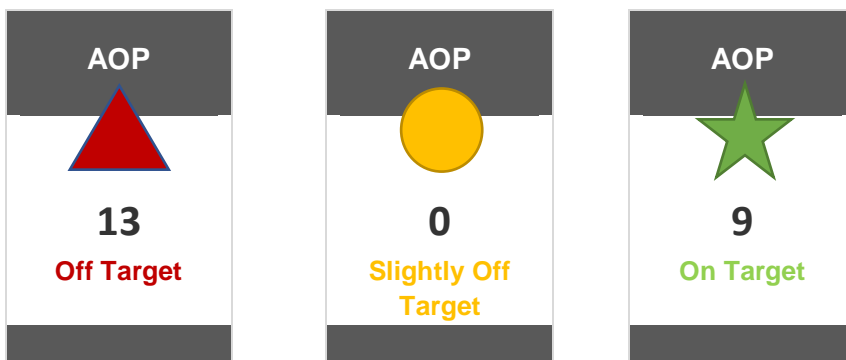 AOP
13
Off Target
AOP
0
Slightly Off
Target
AOP
9
On Target